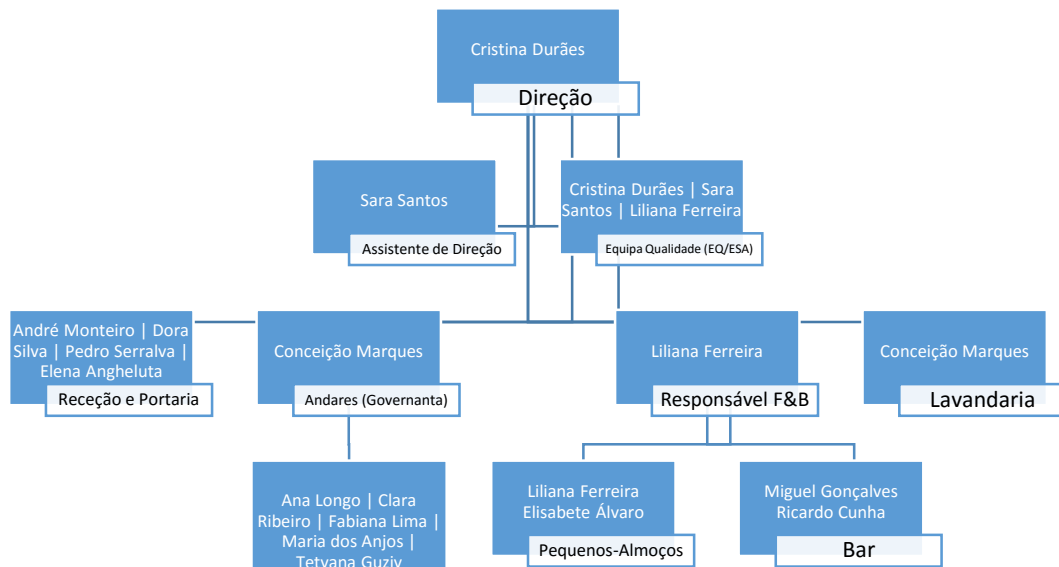 Cristina Durães
Direção
Sara Santos
Assistente de Direção
Cristina Durães | Sara
Santos | Liliana Ferreira
Equipa Qualidade (EQ/ESA)
André Monteiro | Dora
Silva | Pedro Serralva |
Elena Angheluta
Receção e Portaria
Conceição Marques
Andares (Governanta)
Liliana Ferreira
Responsável F&B
Conceição Marques
Lavandaria
Ana Longo | Clara
Ribeiro | Fabiana Lima |
Maria dos Anjos |
Tetyana Guziy
Liliana Ferreira
Elisabete Álvaro
Pequenos-Almoços
Miguel Gonçalves
Ricardo Cunha
Bar